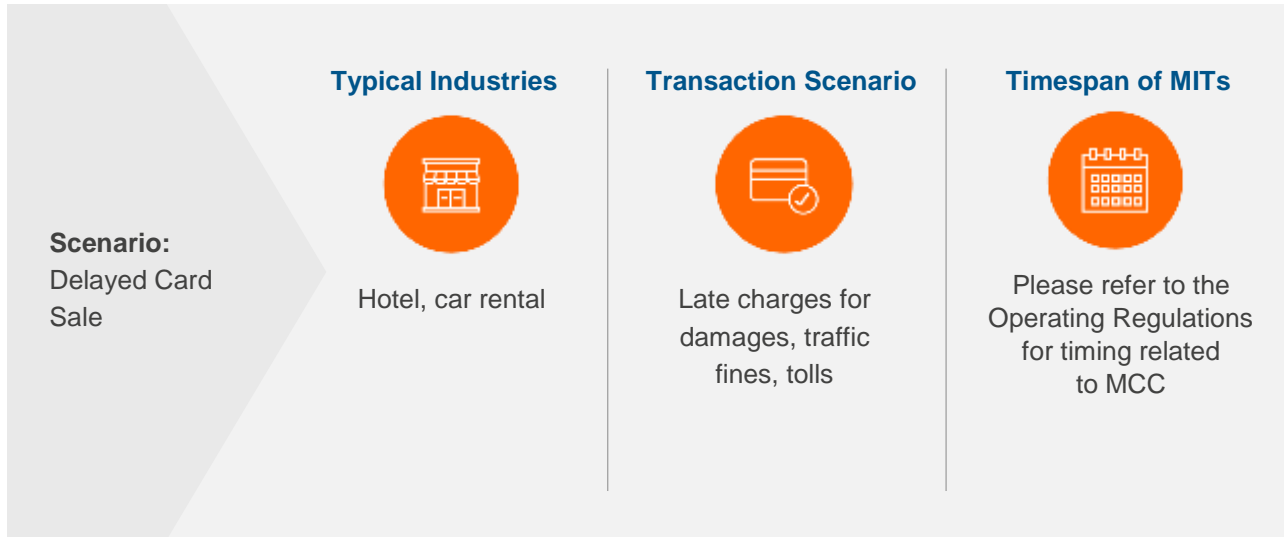 Scenario:
Delayed Card
Sale
Typical Industries
Hotel, car rental
Transaction Scenario
Late charges for
damages, traffic
fines, tolls
Timespan of MITs
Please refer to the
Operating Regulations
for timing related
to MCC